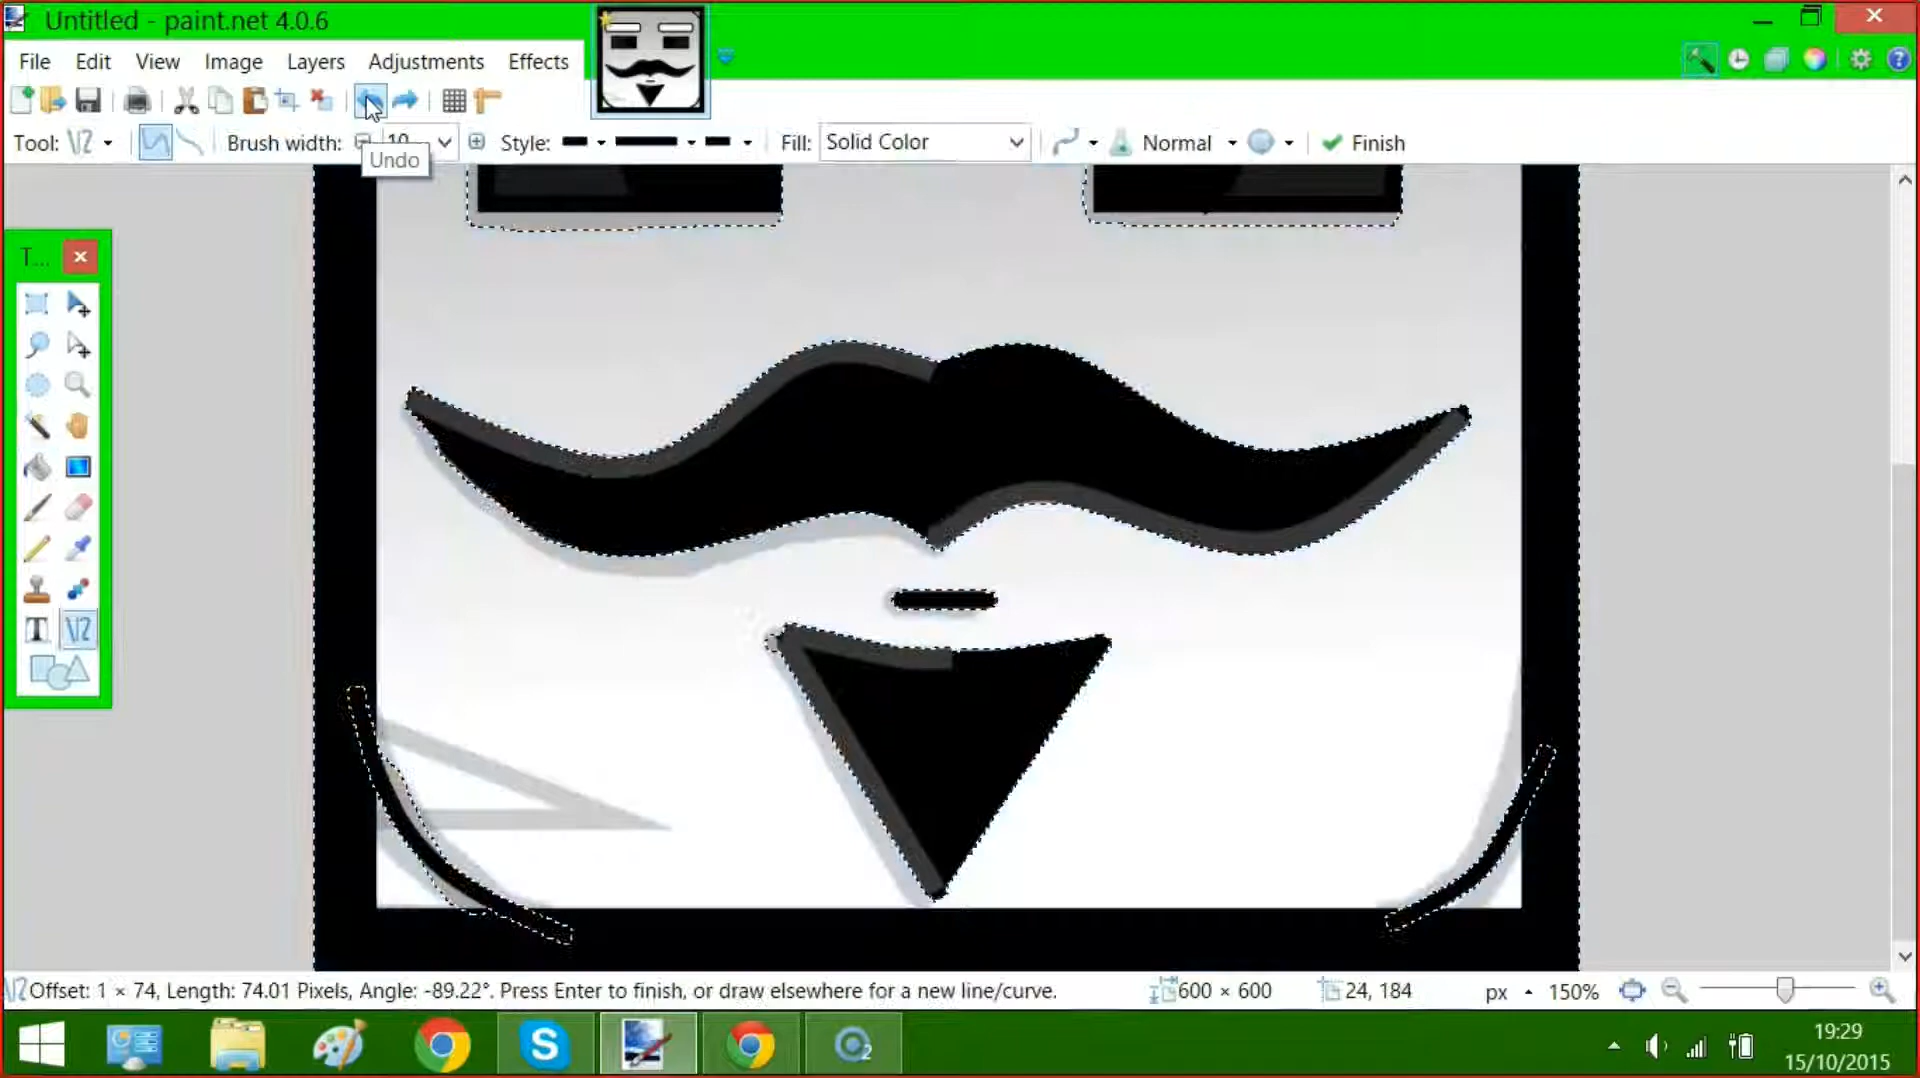 Untitled - paint.net 4.0.6
File Edit View Image Layers Adjustments Effects
Tool: Brush width: 10 Style: Fill: Solid Color Normal Finish
Undo
T...
T
Offset: 1 × 74, Length: 74.01 Pixels, Angle: -89.22°. Press Enter to finish, or draw elsewhere for a new line/curve. 600 × 600 24, 184 px 150%
19:29
15/10/2015